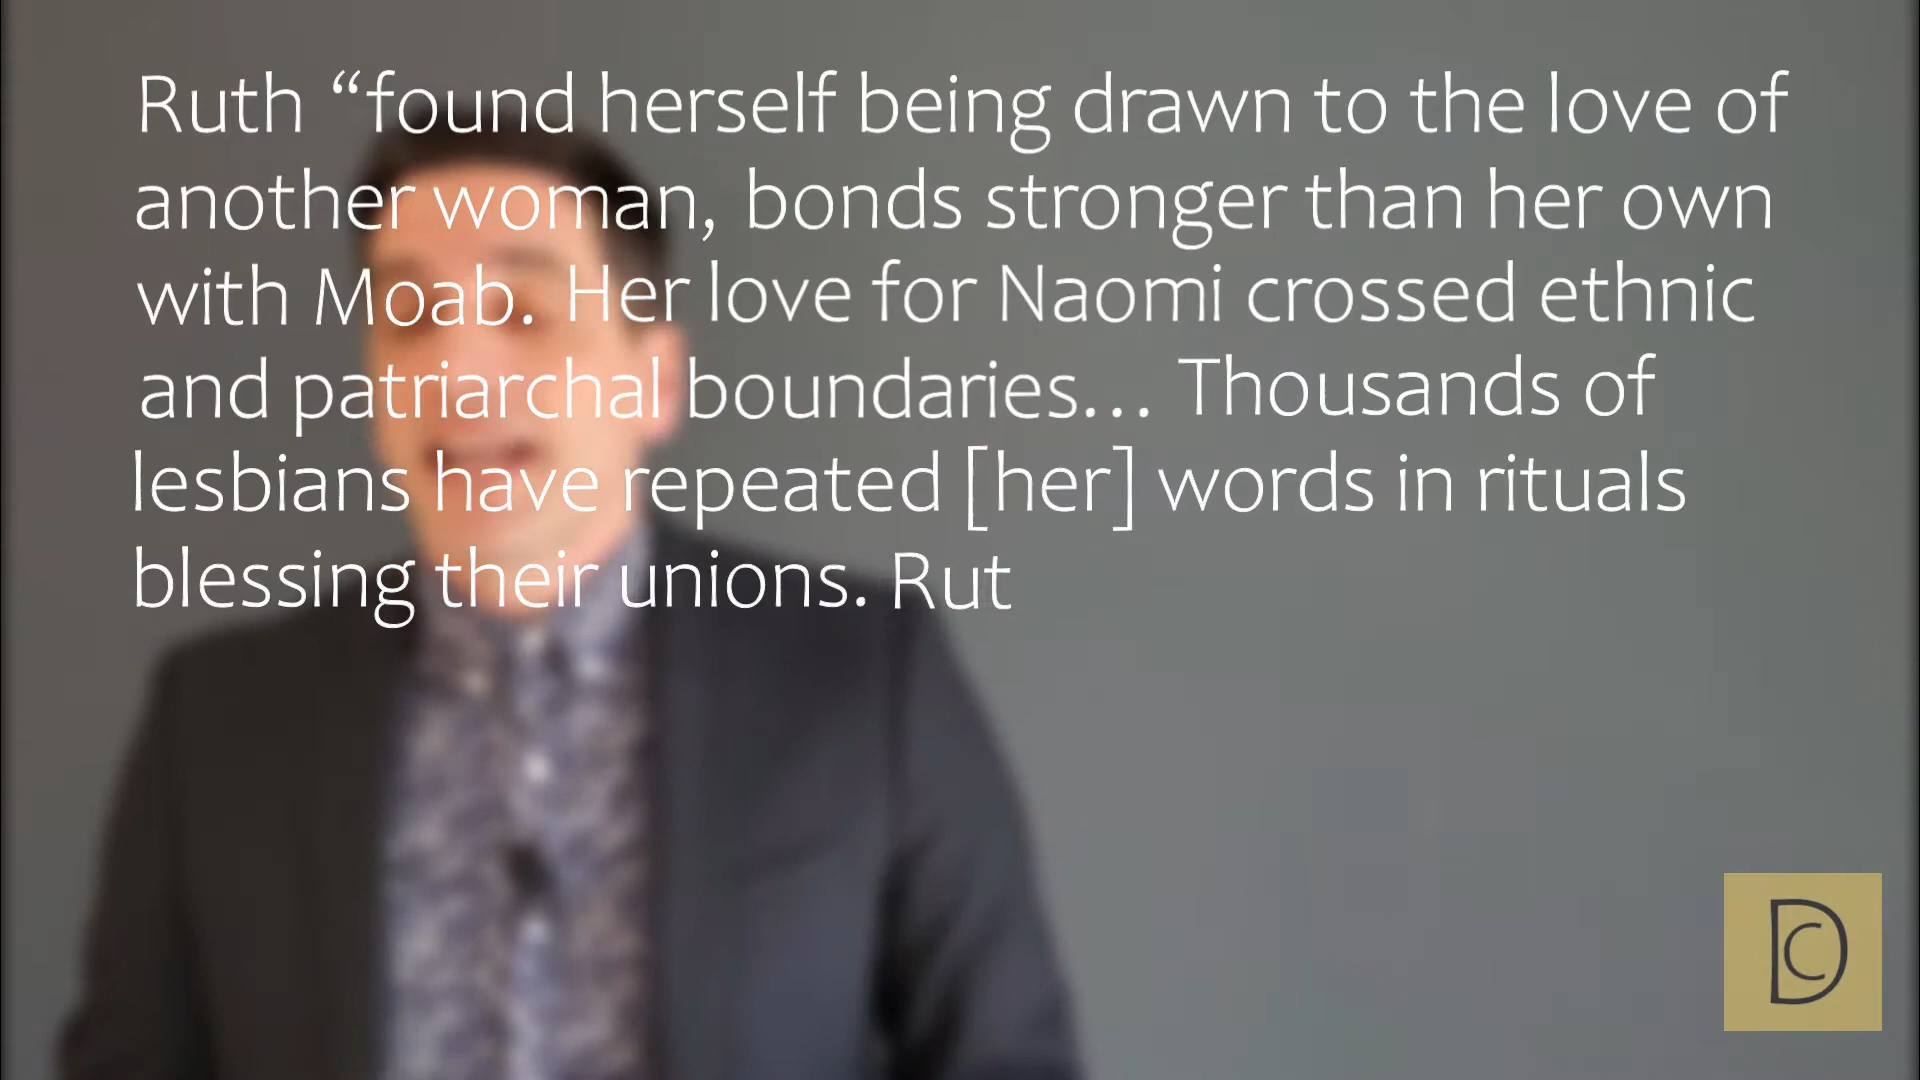 Ruth “found herself being drawn to the love of
another woman, bonds stronger than her own
with Moab. Her love for Naomi crossed ethnic
and patriarchal boundaries… Thousands of
lesbians have repeated [her] words in rituals
blessing their unions. Rut
DC